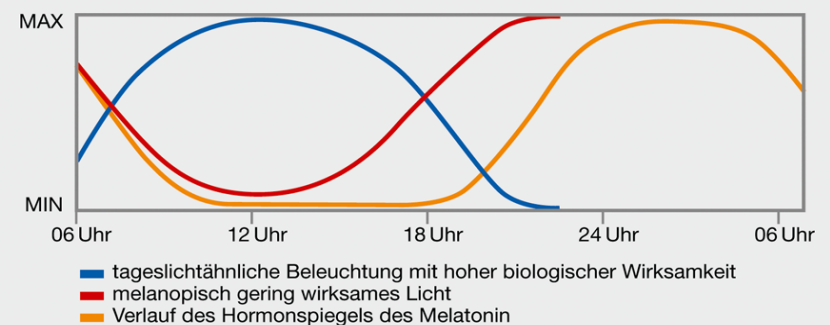 MAX
MIN
06 Uhr 12 Uhr 18 Uhr 24 Uhr 06 Uhr
tageslichtähnliche Beleuchtung mit hoher biologischer Wirksamkeit
melanopisch gering wirksames Licht
Verlauf des Hormonspiegels des Melatonin